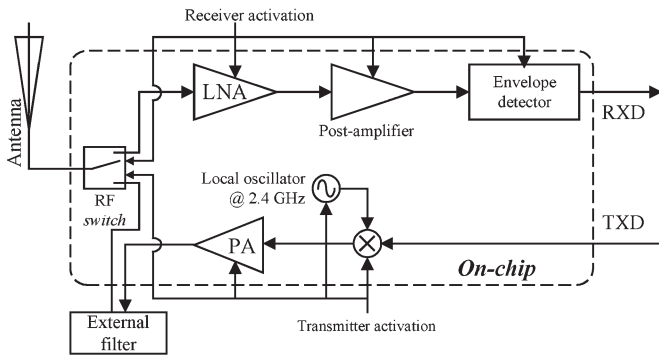 Receiver activation
Antenna
LNA
Post-amplifier
Envelope
detector
RXD
RF
switch
Local oscillator
@ 2.4 GHz
TXD
PA
On-chip
External
filter
Transmitter activation